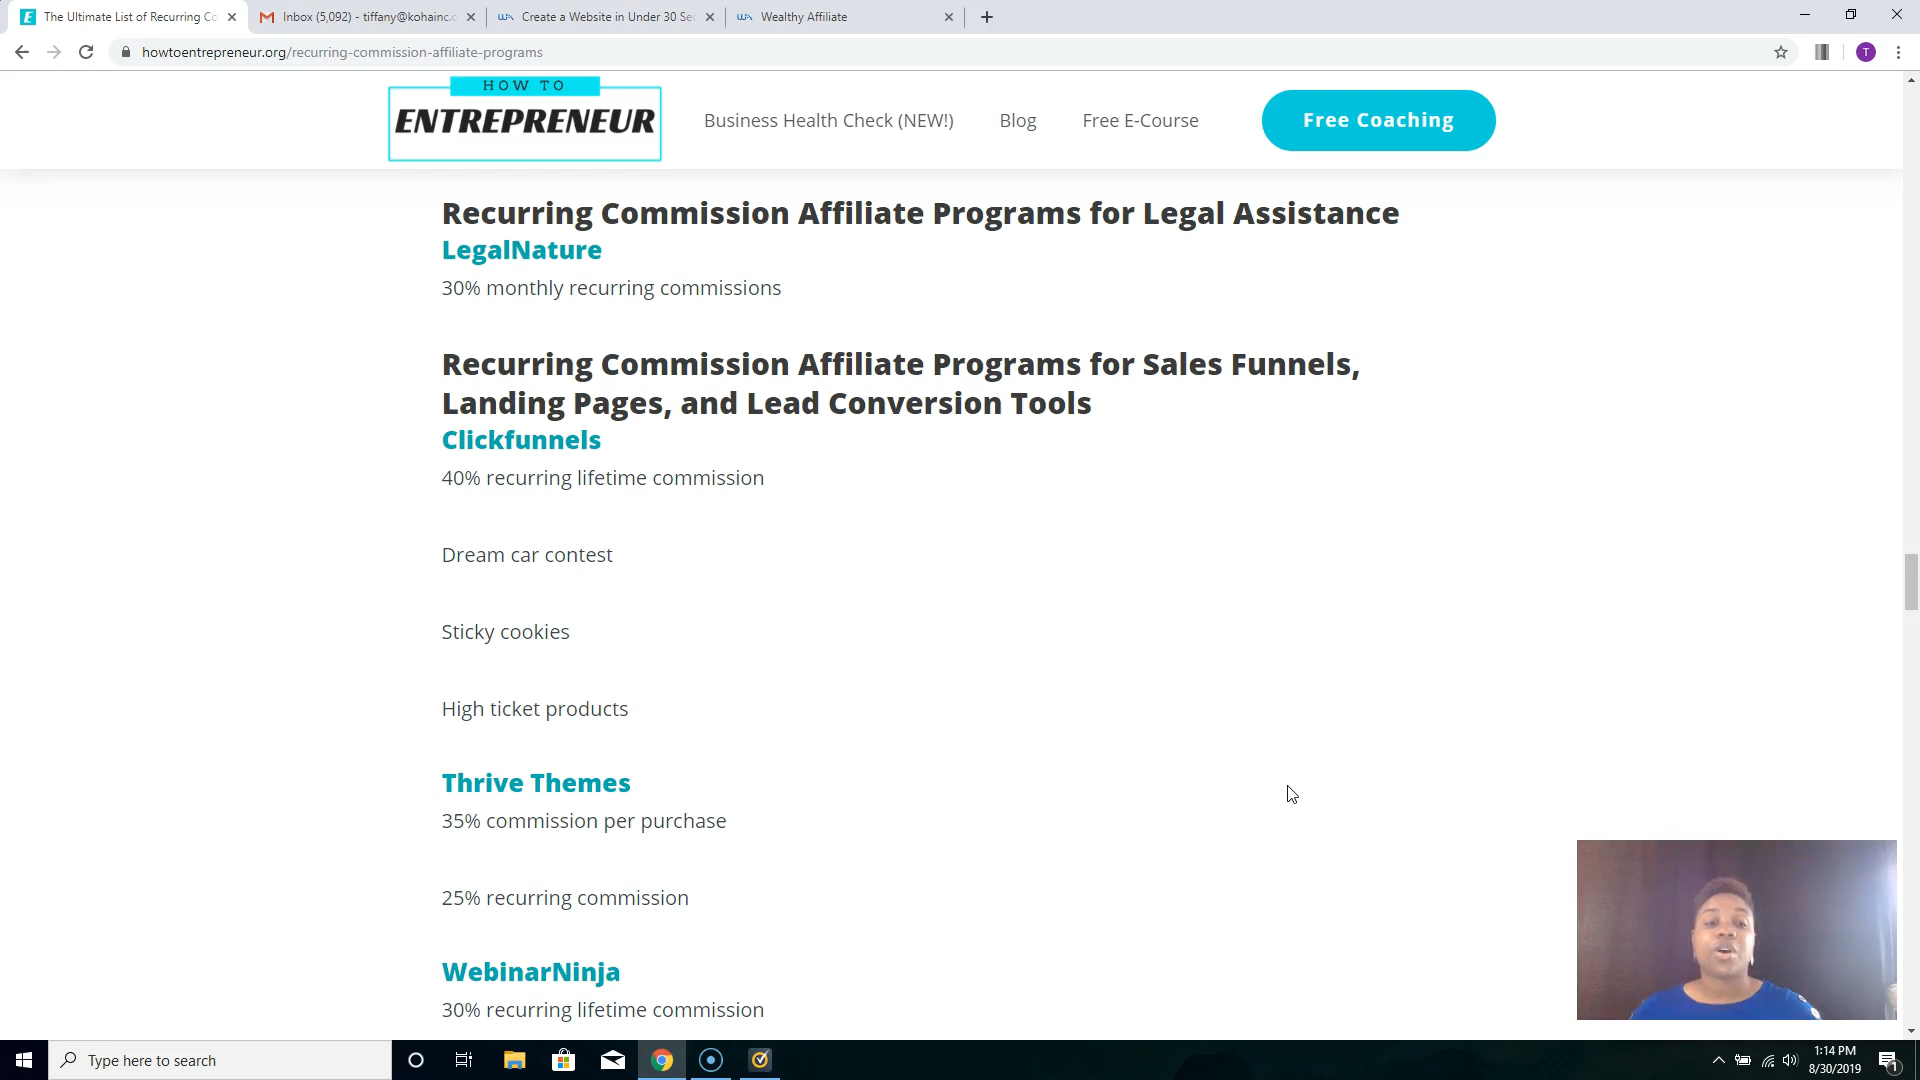 The Ultimate List of Recurring Co
Inbox (5,092) - tiffany@kohainc.c
Create a Website in Under 30 Sec
Wealthy Affiliate
howtoentrepreneur.org/recurring-commission-affiliate-programs
T
HOW TO
ENTREPRENEUR
Business Health Check (NEW!)
Blog
Free E-Course
Free Coaching
Recurring Commission Affiliate Programs for Legal Assistance
LegalNature
30% monthly recurring commissions
Recurring Commission Affiliate Programs for Sales Funnels,
Landing Pages, and Lead Conversion Tools
Clickfunnels
40% recurring lifetime commission
Dream car contest
Sticky cookies
High ticket products
Thrive Themes
35% commission per purchase
25% recurring commission
WebinarNinja
30% recurring lifetime commission
Type here to search
1:14 PM
8/30/2019
1